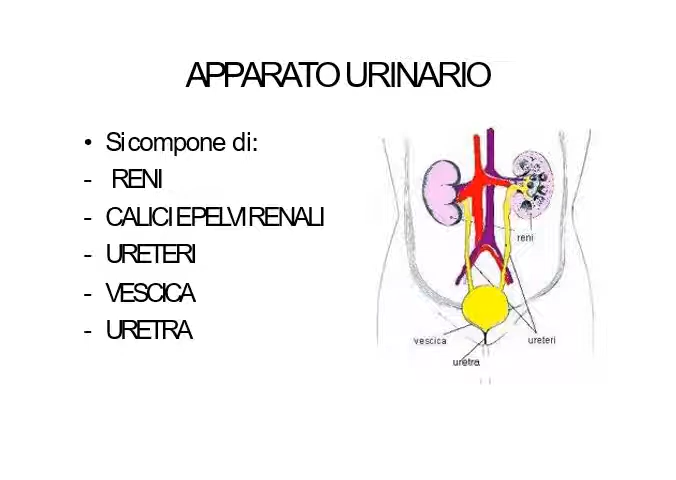 APPARATO URINARIO
• Si compone di:
- RENI
- CALICI E PELVI RENALI
- URETERI
- VESCICA
- URETRA
reni
vescica
ureteri
uretra